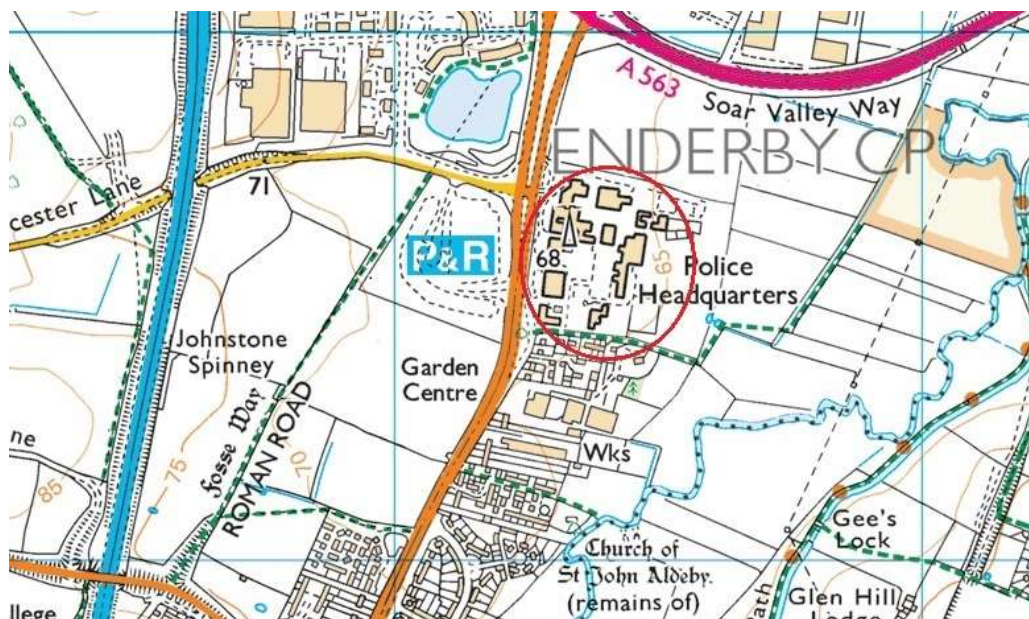 A 563
Soar Valley Way
ENDERBY CP
cester Lane
71
P&R
68
65
Police
Headquarters
Johnstone
Spinney
Garden
Centre
Fosse Way
ROMAN ROAD
ne
85
75
70
Wks
Gee's
Lock
Church of
St John Aldeby.
(remains of)
Glen Hill
Lodge
Path
llege